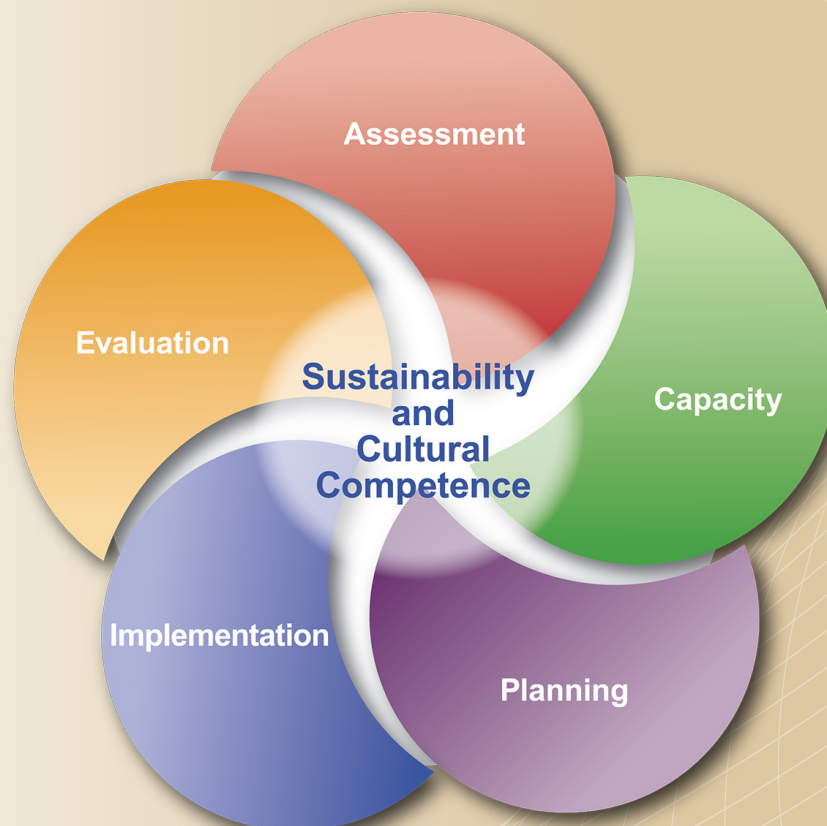 Assessment
Capacity
Planning
Implementation
Evaluation
Sustainability
and
Cultural
Competence